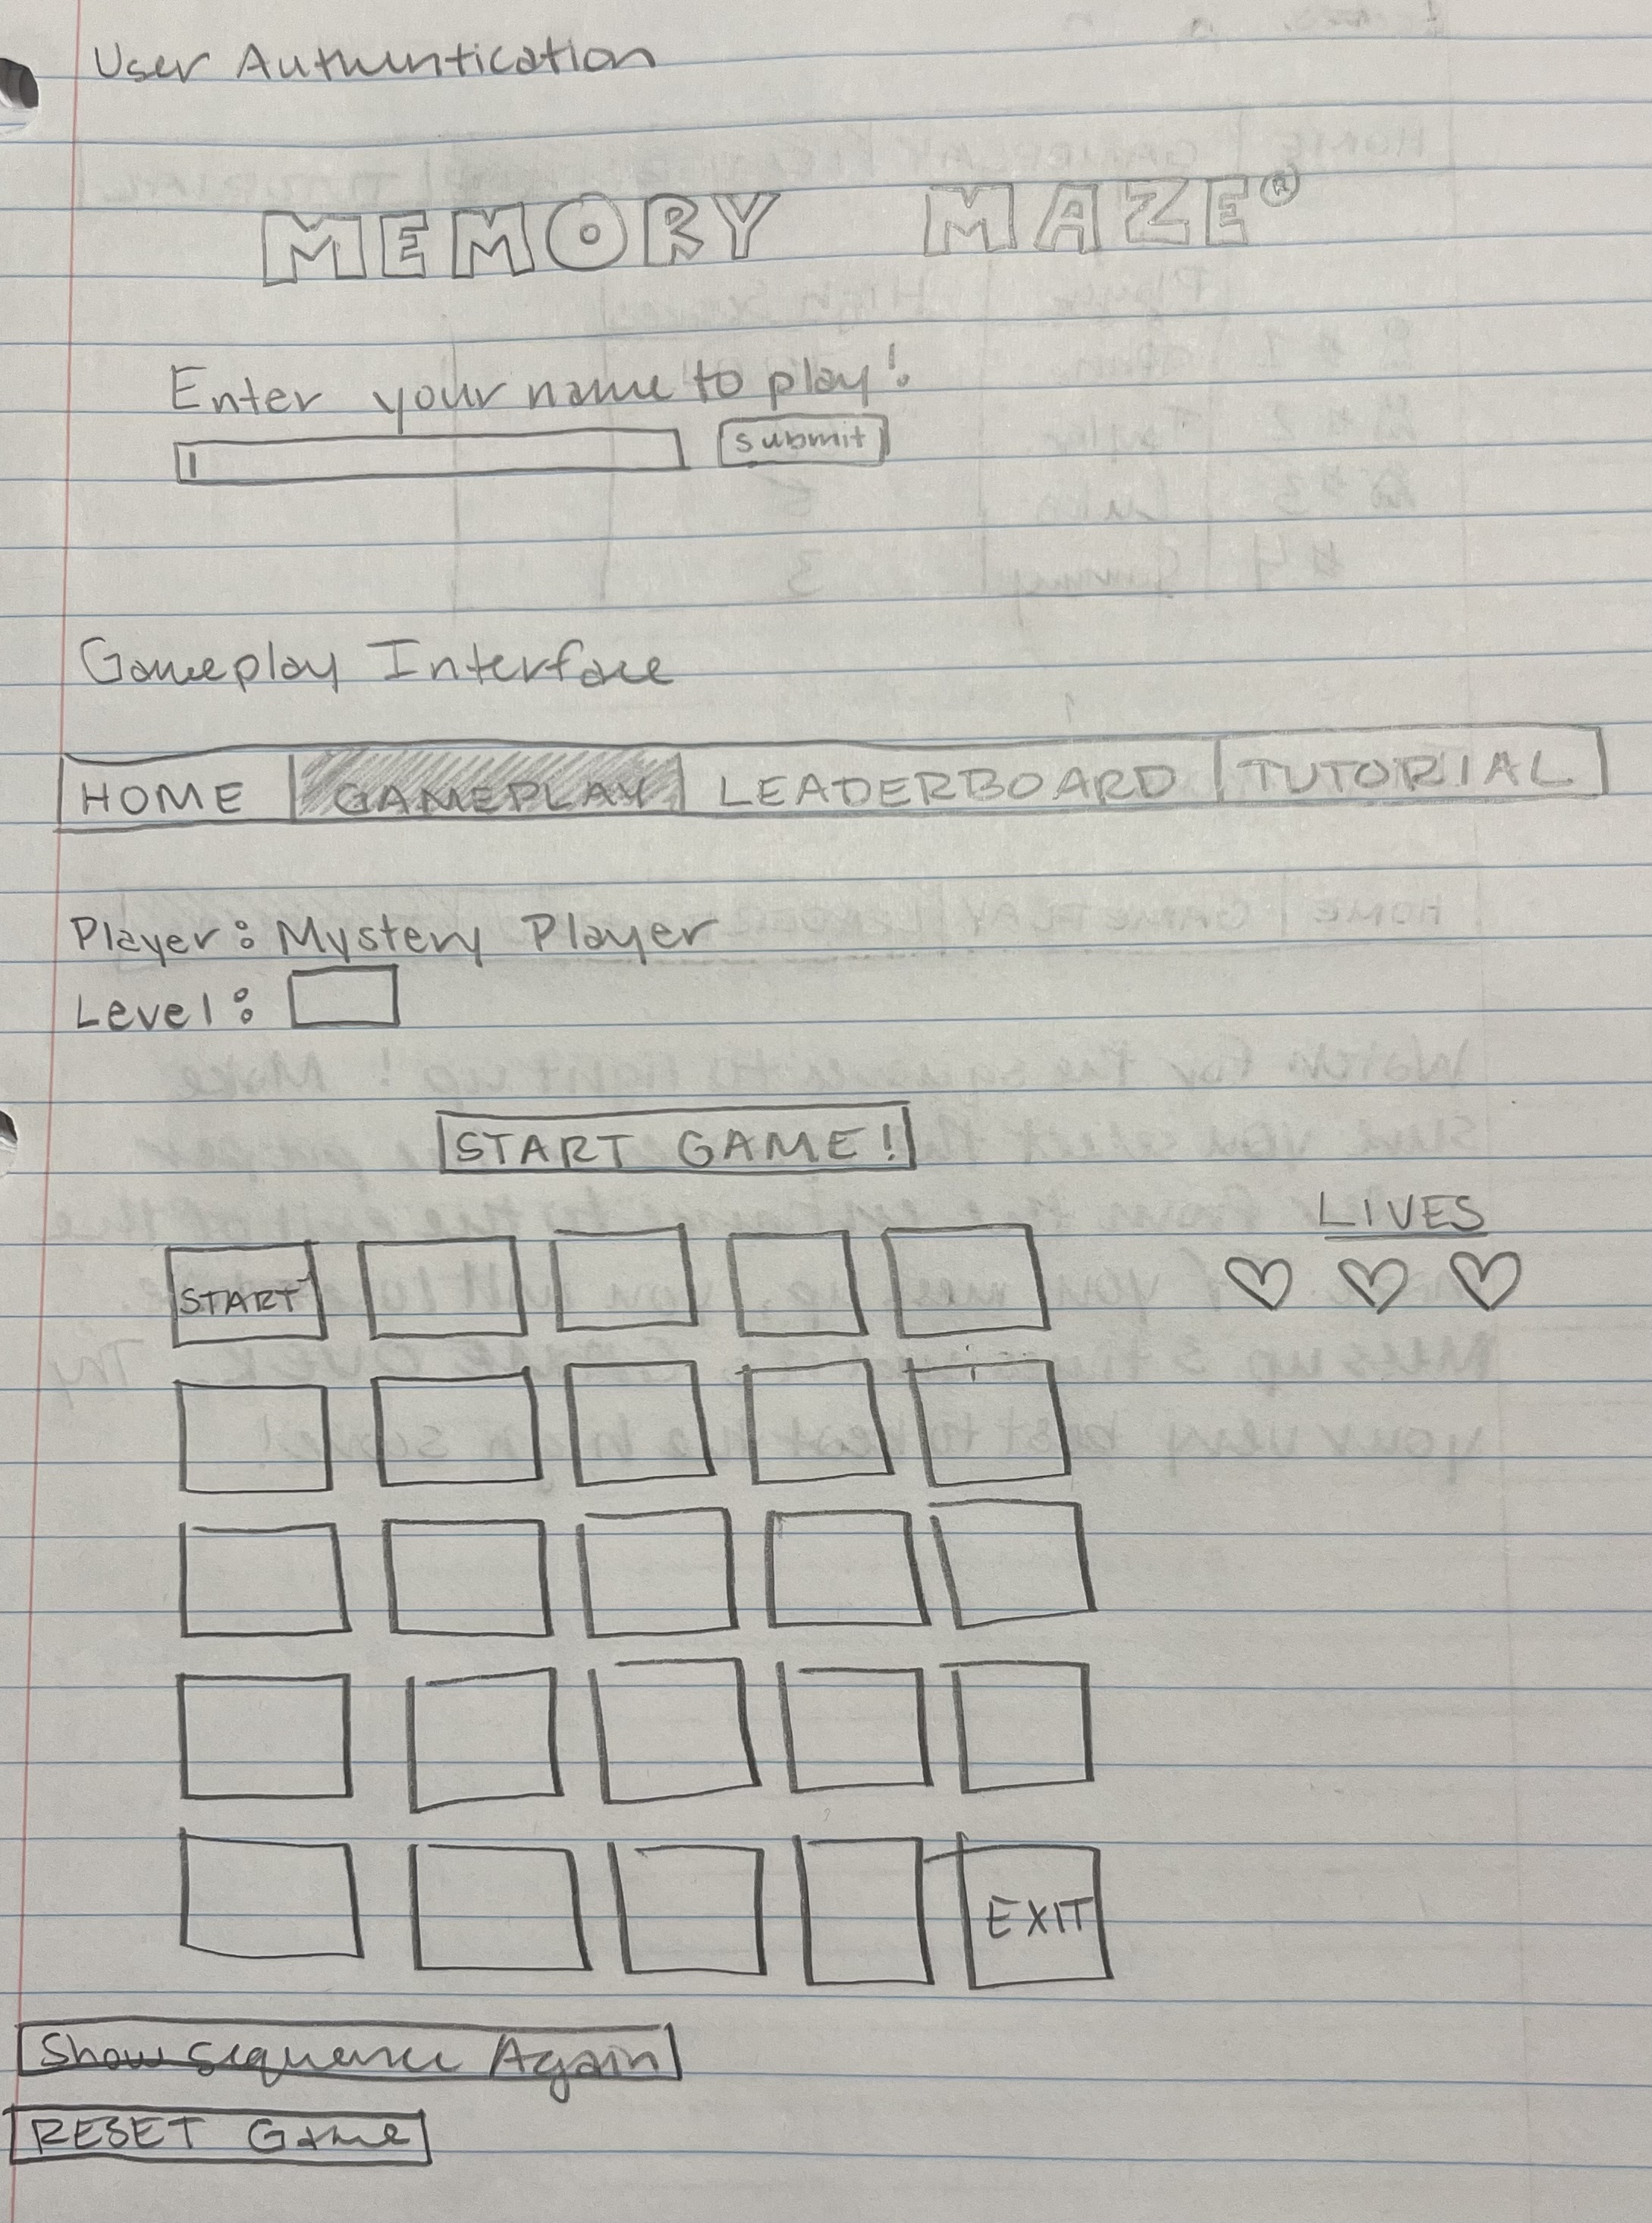 User Authentication
MEMORY MAZE®
Enter your name to play!
submit
Gameplay Interface
HOME GAMEPLAY LEADERBOARD TUTORIAL
Player: Mystery Player
Level:
START GAME!
LIVES
START
EXIT
Show sequence Again
RESET Game